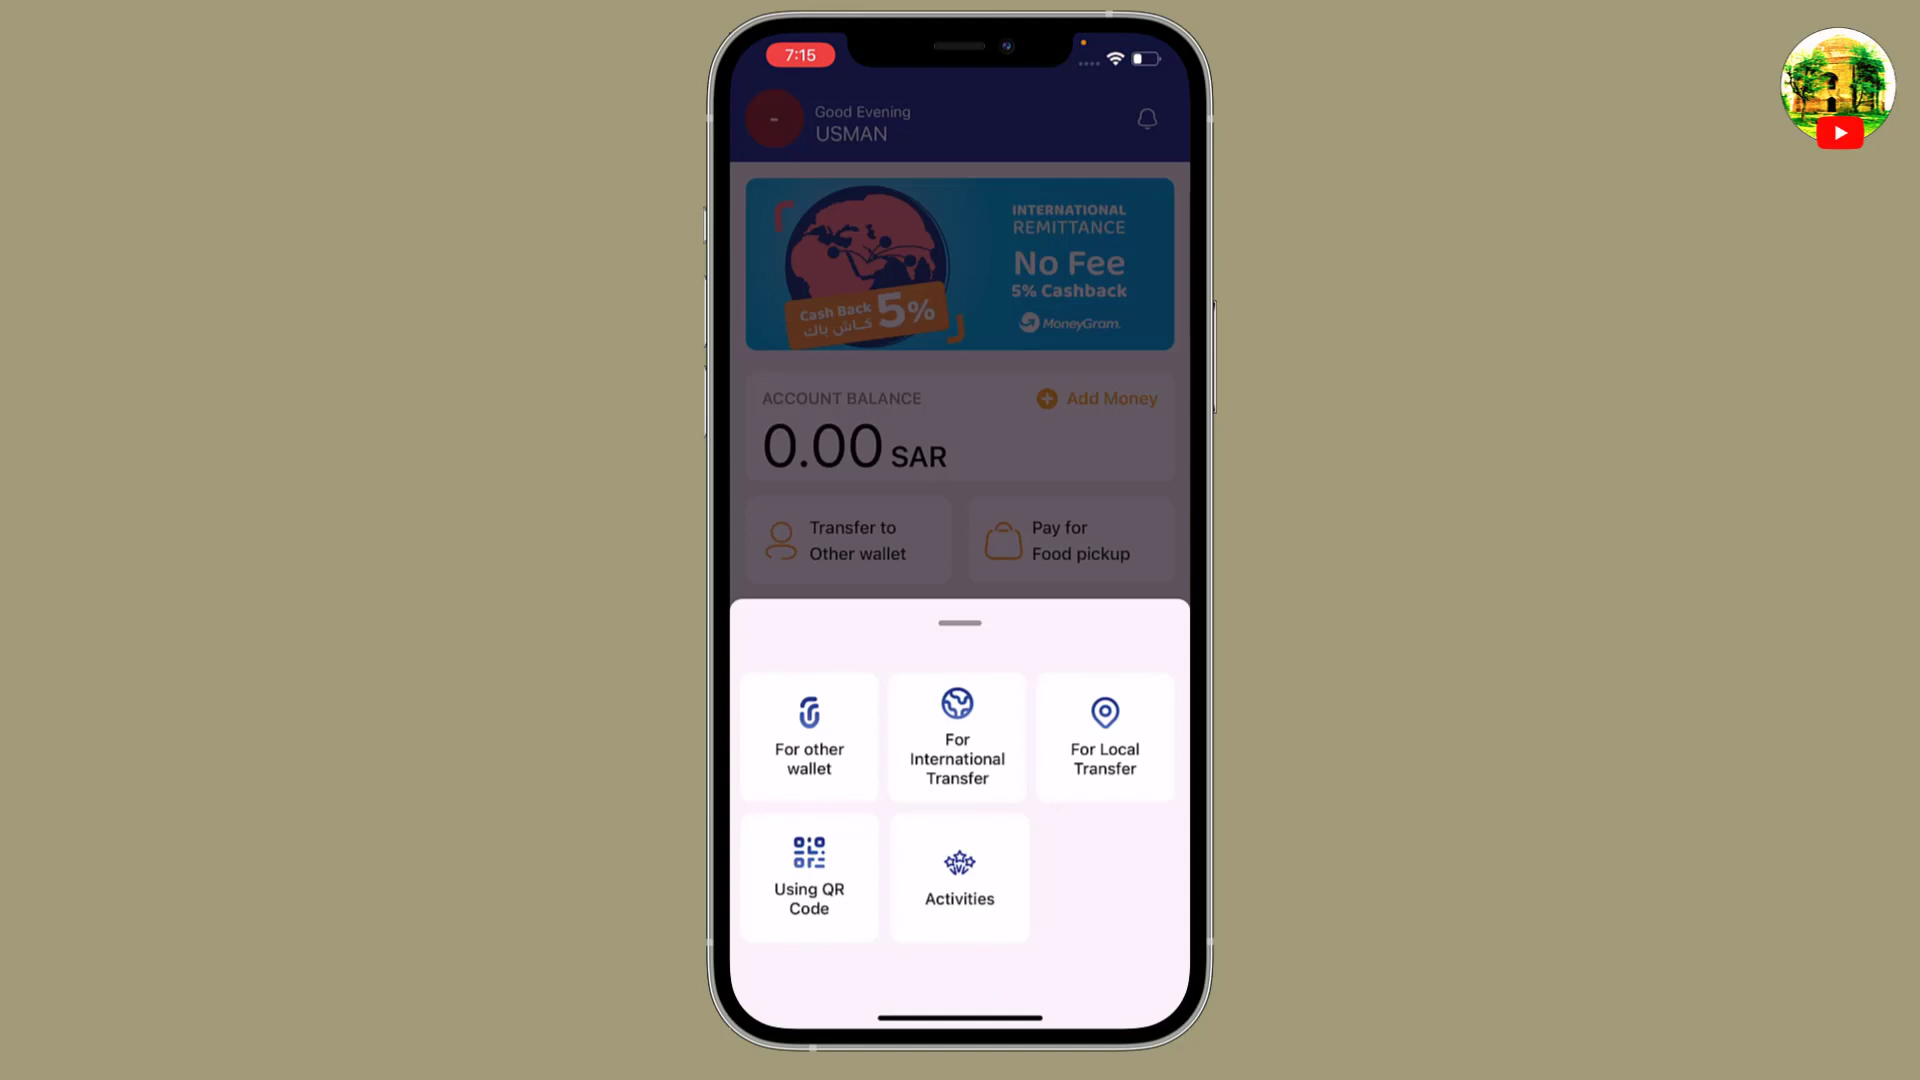 7:15
-
Good Evening
USMAN
INTERNATIONAL
REMITTANCE
No Fee
5% Cashback
MoneyGram.
Cash Back 5%
كاش باك
ACCOUNT BALANCE
Add Money
0.00 SAR
Transfer to
Other wallet
Pay for
Food pickup
For other
wallet
For
International
Transfer
For Local
Transfer
Using QR
Code
Activities